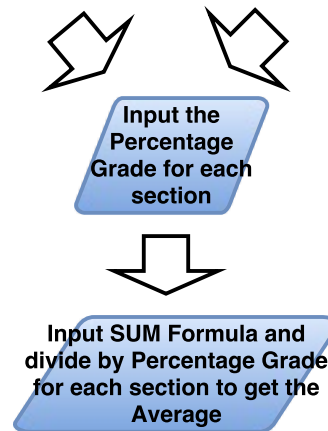 Input the
Percentage
Grade for each
section
Input SUM Formula and
divide by Percentage Grade
for each section to get the
Average